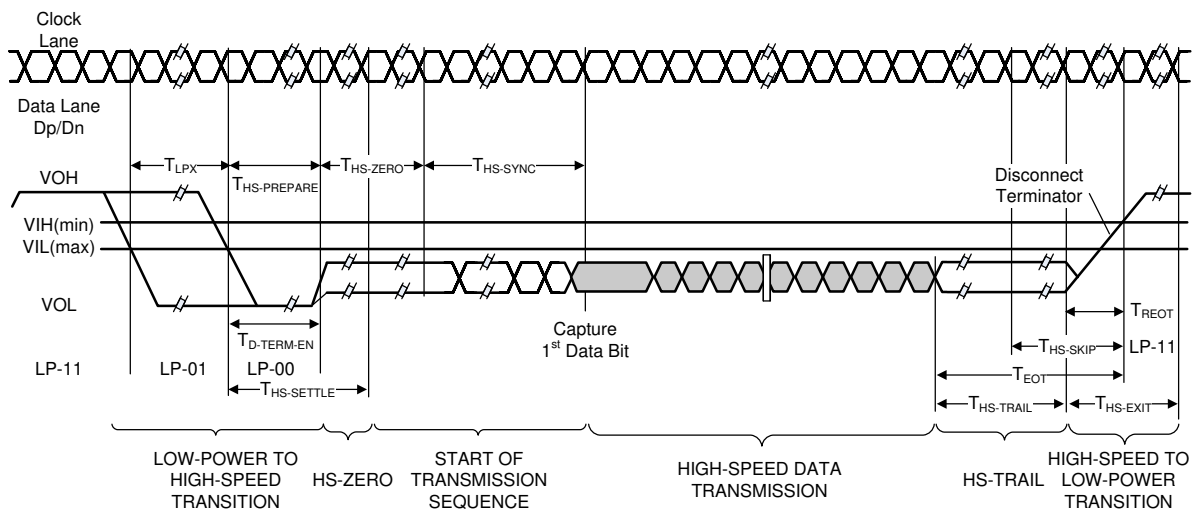 Clock
Lane
Data Lane
Dp/Dn
TLPX
THS-PREPARE
THS-ZERO
THS-SYNC
VOH
Disconnect
Terminator
VIH(min)
VIL(max)
VOL
TD-TERM-EN
Capture
1st Data Bit
TREOT
THS-SKIP
LP-11
LP-11
LP-01
LP-00
TEOT
THS-SETTLE
THS-TRAIL
THS-EXIT
LOW-POWER TO
HIGH-SPEED
TRANSITION
HS-ZERO
START OF
TRANSMISSION
SEQUENCE
HIGH-SPEED DATA
TRANSMISSION
HS-TRAIL
HIGH-SPEED TO
LOW-POWER
TRANSITION